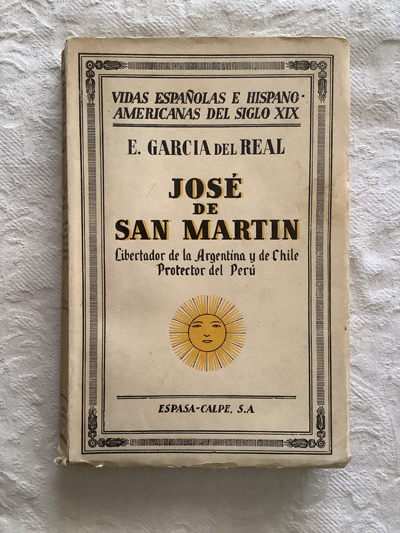 VIDAS ESPAÑOLAS E HISPANO-
AMERICANAS DEL SIGLO XIX
E. GARCIA DEL REAL
JOSÉ
DE
SAN MARTIN
Libertador de la Argentina y de Chile
Protector del Perú
ESPASA-CALPE, S.A